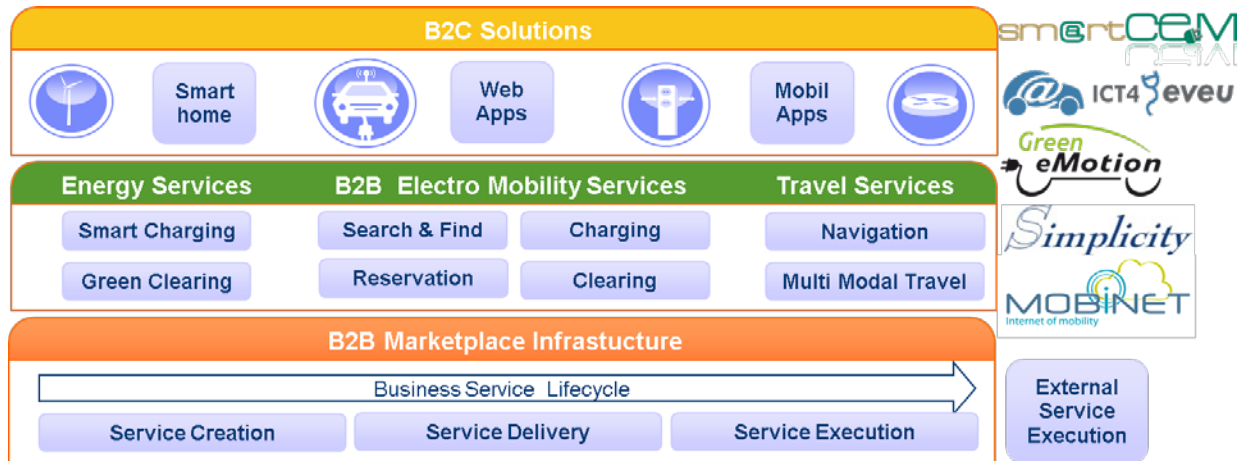 B2C Solutions
Smart
home
Web
Apps
Mobil
Apps
smartCEM
ICT4eveu
Green
eMotion
Energy Services
B2B Electro Mobility Services
Travel Services
Smart Charging
Search & Find
Charging
Navigation
Green Clearing
Reservation
Clearing
Multi Modal Travel
Simplicity
MOBiNET
Internet of mobility
B2B Marketplace Infrastucture
Business Service Lifecycle
Service Creation
Service Delivery
Service Execution
External
Service
Execution